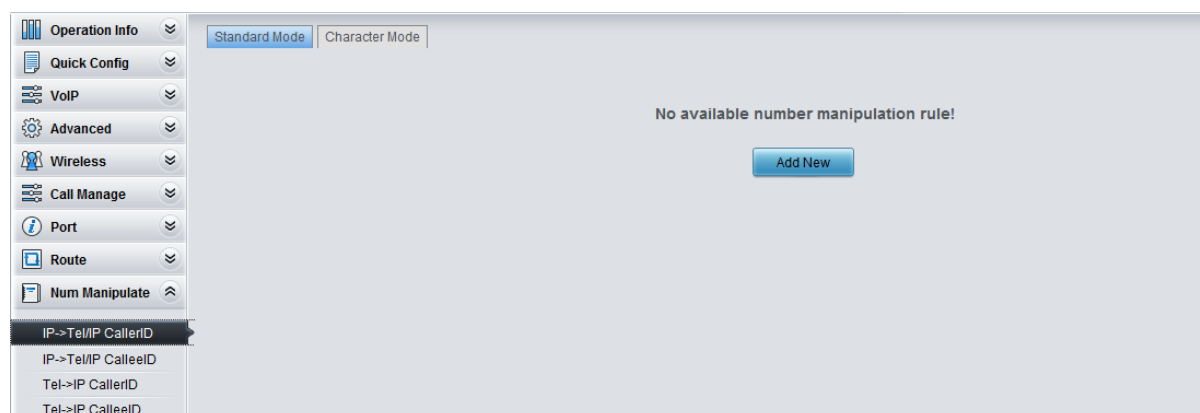 Operation Info
Quick Config
VoIP
Advanced
Wireless
Call Manage
Port
Route
Num Manipulate
IP->Tel/IP CallerID
IP->Tel/IP CalleeID
Tel->IP CallerID
Tel->IP CalleeID
Standard Mode Character Mode
No available number manipulation rule!
Add New